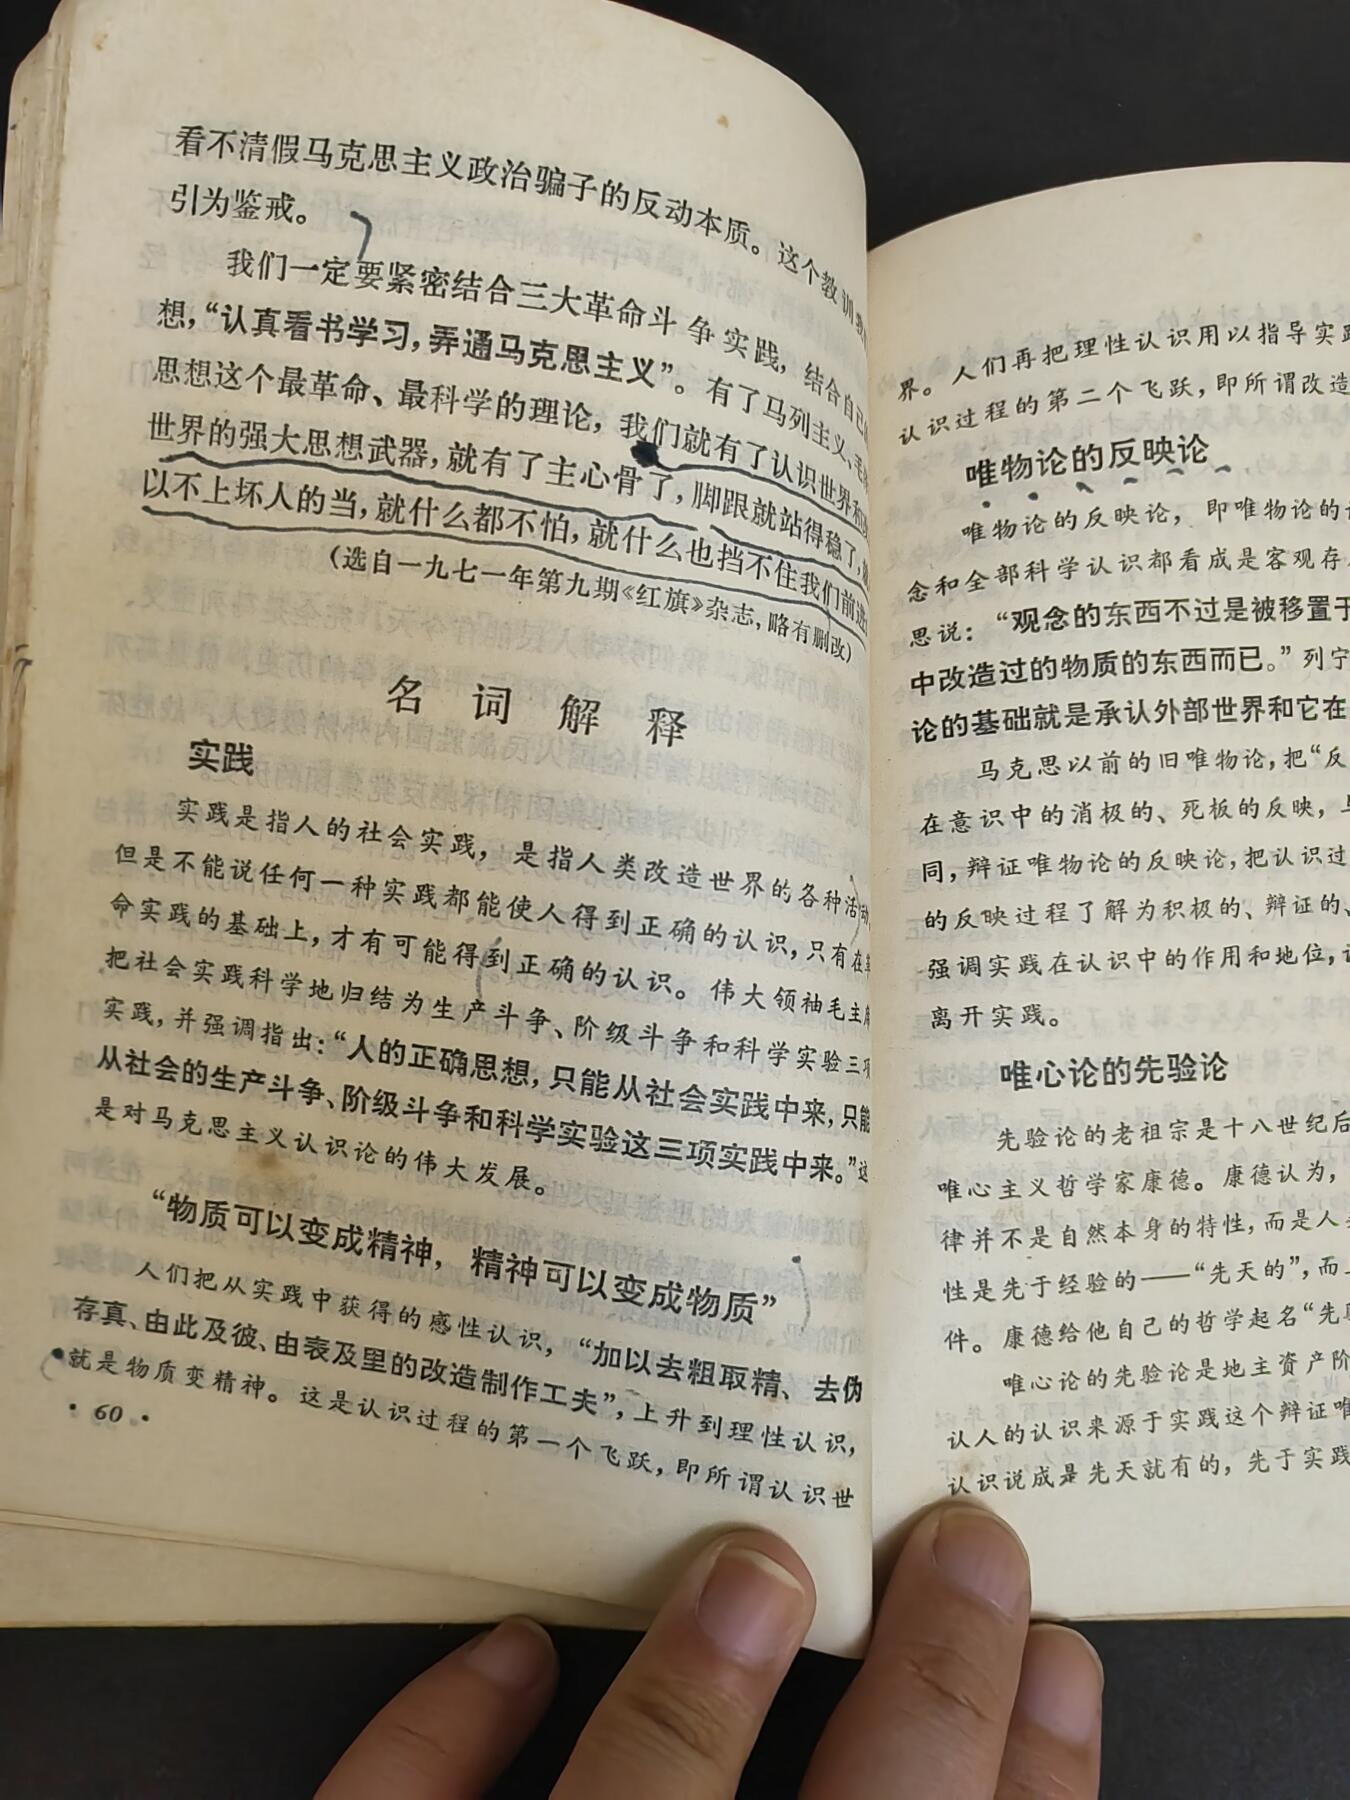 看不清假马克思主义政治骗子的反动本质。这个教训
引为鉴戒。
我们一定要紧密结合三大革命斗争实践，结合自己
想，“认真看书学习，弄通马克思主义”。有了马列主义、毛
思想这个最革命、最科学的理论，我们就有了认识世界和
世界的强大思想武器，就有了主心骨了，脚跟就站得稳了，
以不上坏人的当，就什么都不怕，就什么也挡不住我们前进
（选自一九七一年第九期《红旗》杂志，略有删改）
名词解释
实践
实践是指人的社会实践，是指人类改造世界的各种活动，
但是不能说任何一种实践都能使人得到正确的认识，只有在革
命实践的基础上，才有可能得到正确的认识。伟大领袖毛主席
把社会实践科学地归结为生产斗争、阶级斗争和科学实验三项
实践，并强调指出：“人的正确思想，只能从社会实践中来，只能
从社会的生产斗争、阶级斗争和科学实验这三项实践中来。”这
是对马克思主义认识论的伟大发展。
“物质可以变成精神，精神可以变成物质”
人们把从实践中获得的感性认识，“加以去粗取精、去伪
存真、由此及彼、由表及里的改造制作工夫”，上升到理性认识，
就是物质变精神。这是认识过程的第一个飞跃，即所谓认识世
· 60 ·
界。人们再把理性认识用以指导实践
认识过程的第二个飞跃，即所谓改造
唯物论的反映论
唯物论的反映论，即唯物论的
念和全部科学认识都看成是客观存
思说：“观念的东西不过是被移置于
中改造过的物质的东西而已。”列宁
论的基础就是承认外部世界和它在
马克思以前的旧唯物论，把“反
在意识中的消极的、死板的反映，
同，辩证唯物论的反映论，把认识过
的反映过程了解为积极的、辩证的、
强调实践在认识中的作用和地位，
离开实践。
唯心论的先验论
先验论的老祖宗是十八世纪后
唯心主义哲学家康德。康德认为，
律并不是自然本身的特性，而是人
性是先于经验的——“先天的”，而
件。康德给他自己的哲学起名“先
唯心论的先验论是地主资产阶
认人的认识来源于实践这个辩证唯
认识说成是先天就有的，先于实践